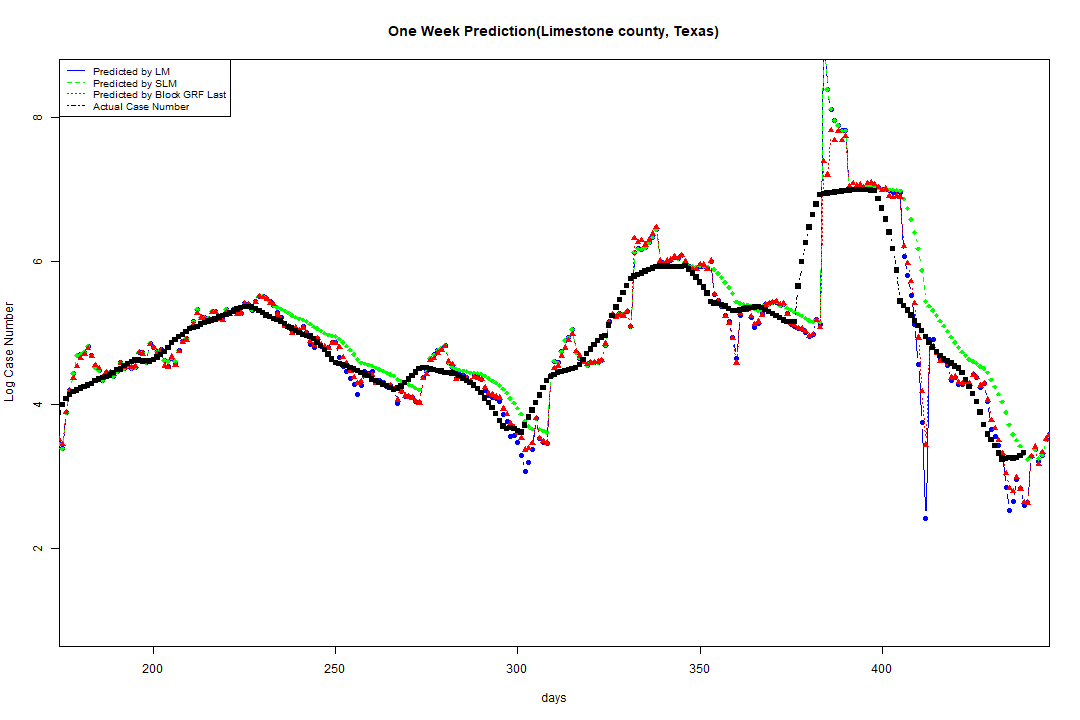 One Week Prediction(Limestone county, Texas)
Predicted by LM
Predicted by SLM
Predicted by Block GRF Last
Actual Case Number
8
6
4
2
Log Case Number
200
250
300
350
400
days